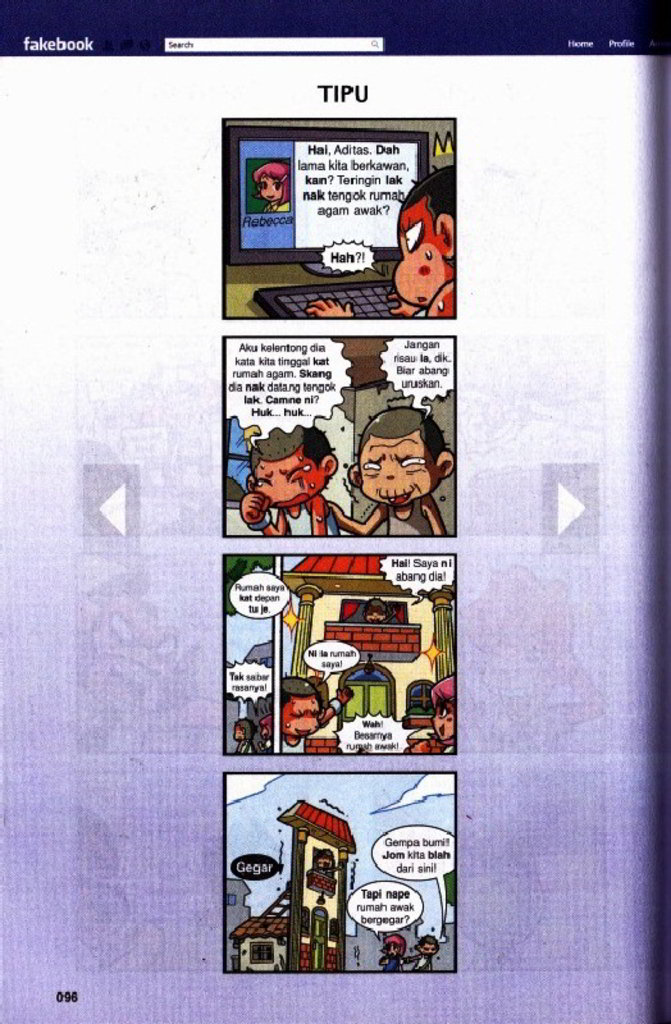 fakebook
Search
Home Profile
TIPU
Hai, Aditas. Dah
lama kita berkawan,
kan? Teringin lak
nak tengok rumah
agam awak?
Rebecca
Hah?!
Aku kelentong dia
kata kita tinggal kat
rumah agam. Skang
dia nak datang tengok
lak. Camne ni?
Huk... huk...
Jangan
risau la, dik.
Biar abang
uruskan.
Rumah saya
kat depan
tu je.
Tak sabar
rasanya!
Hai! Saya ni
abang dia!
Ni la rumah
saya!
Wah!
Besarnya
rumah awak!
Gegar
Gempa bumi!!
Jom kita blah
dari sini!
Tapi nape
rumah awak
bergegar?
096